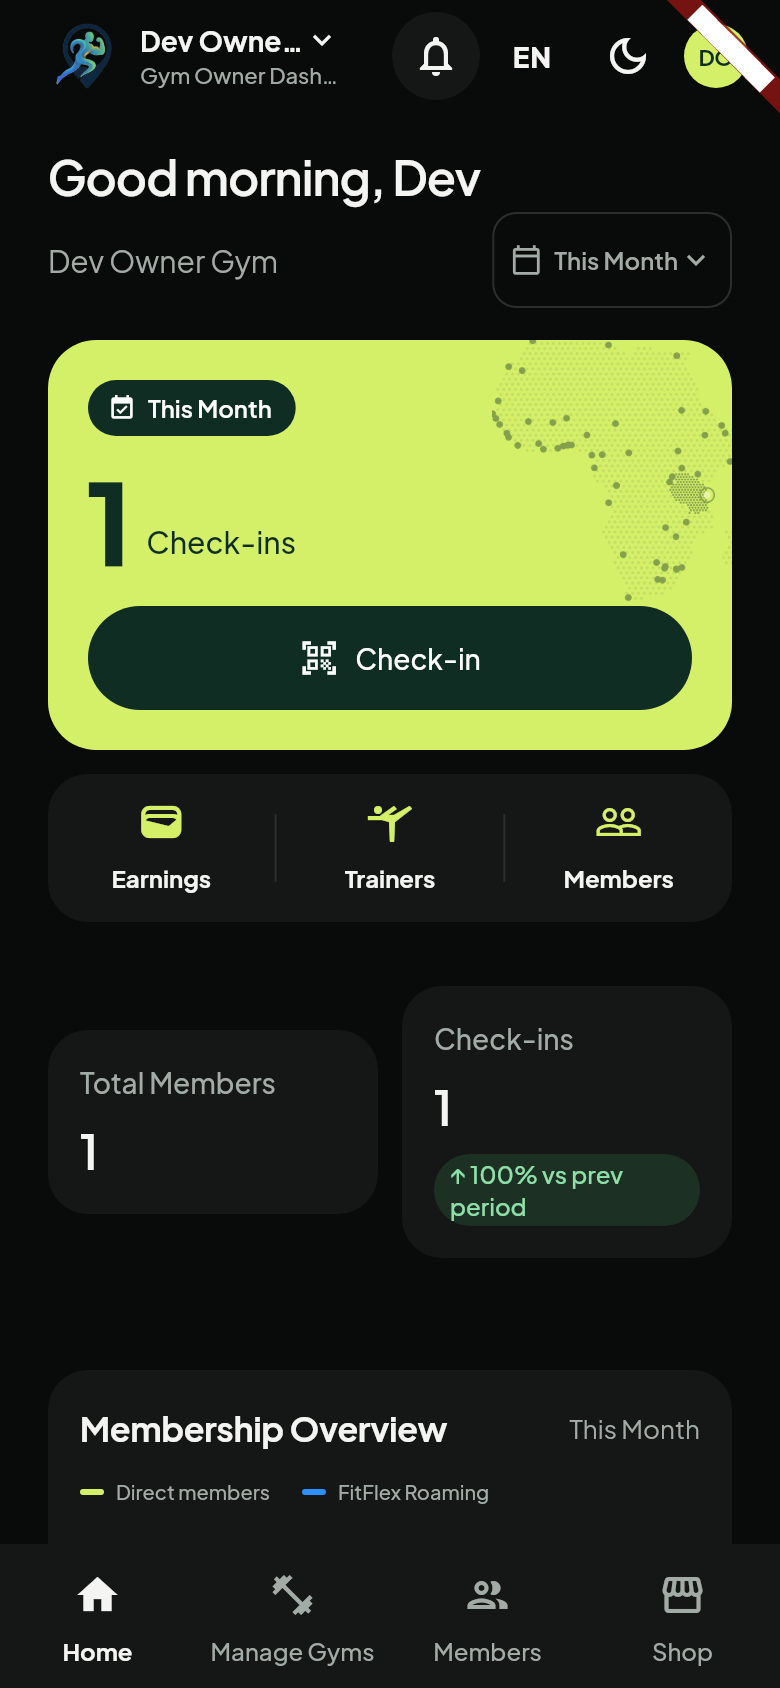 Dev Owne...
Gym Owner Dash...
EN
Good morning, Dev
Dev Owner Gym
This Month
This Month
1 Check-ins
Check-in
Earnings
Trainers
Members
Total Members
1
Check-ins
1
↑ 100% vs prev
period
Membership Overview
This Month
Direct members
FitFlex Roaming
Home
Manage Gyms
Members
Shop